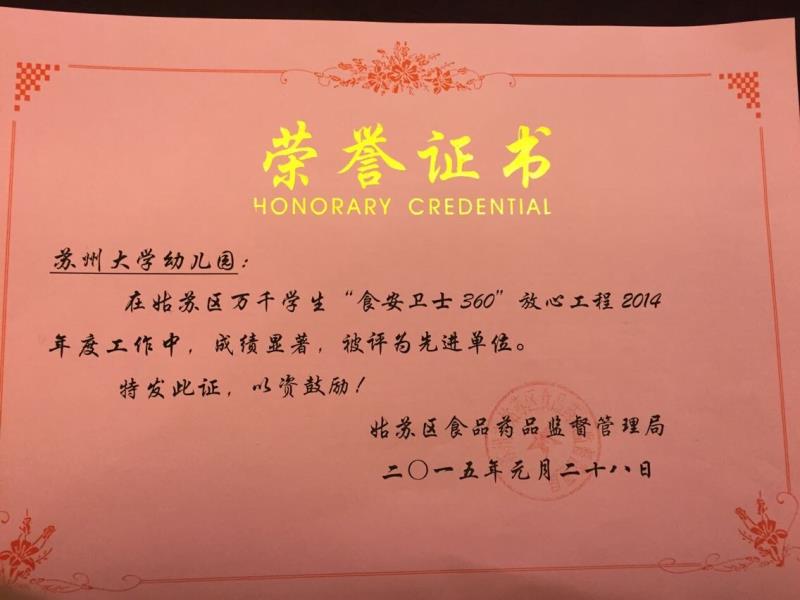 荣誉证书
HONORARY CREDENTIAL
苏州大学幼儿园：
在姑苏区万千学生“食安卫士360”放心工程2014
年度工作中，成绩显著，被评为先进单位。
特发此证，以资鼓励！
姑苏区食品药品监督管理局
二〇一五年元月二十八日